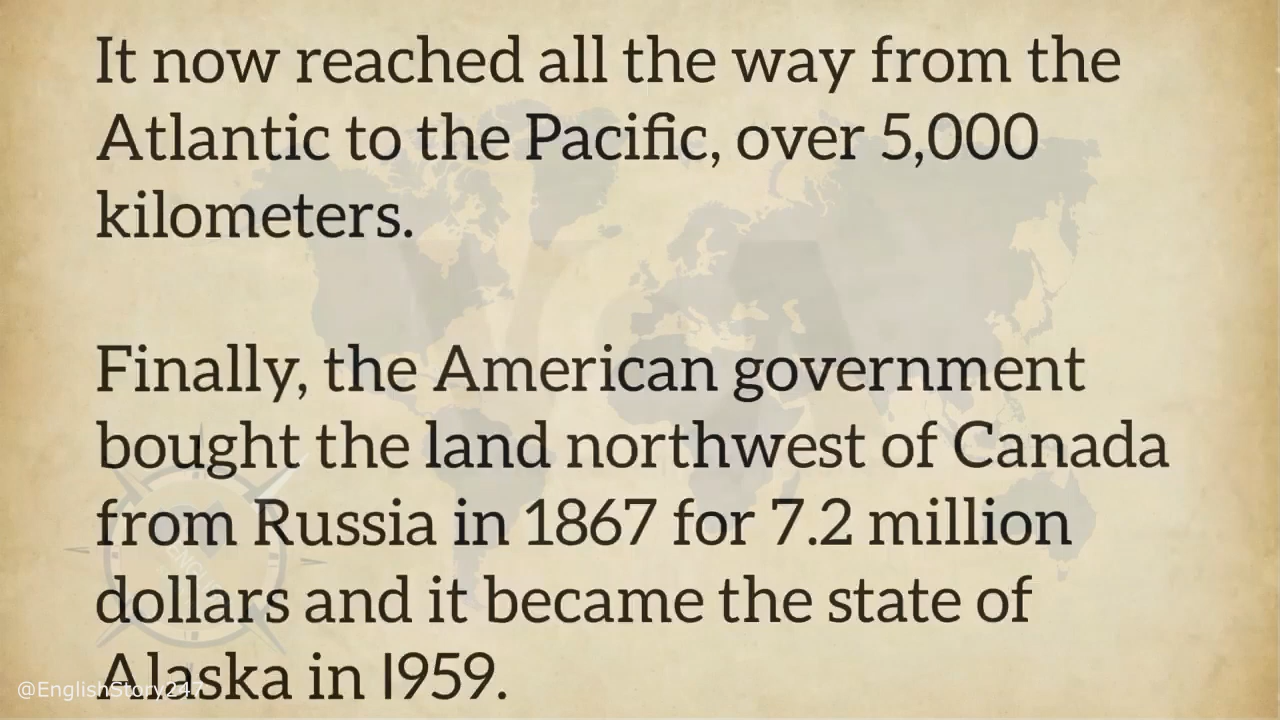 It now reached all the way from the
Atlantic to the Pacific, over 5,000
kilometers.
Finally, the American government
bought the land northwest of Canada
from Russia in 1867 for 7.2 million
dollars and it became the state of
Alaska in I959.
@EnglishStory247